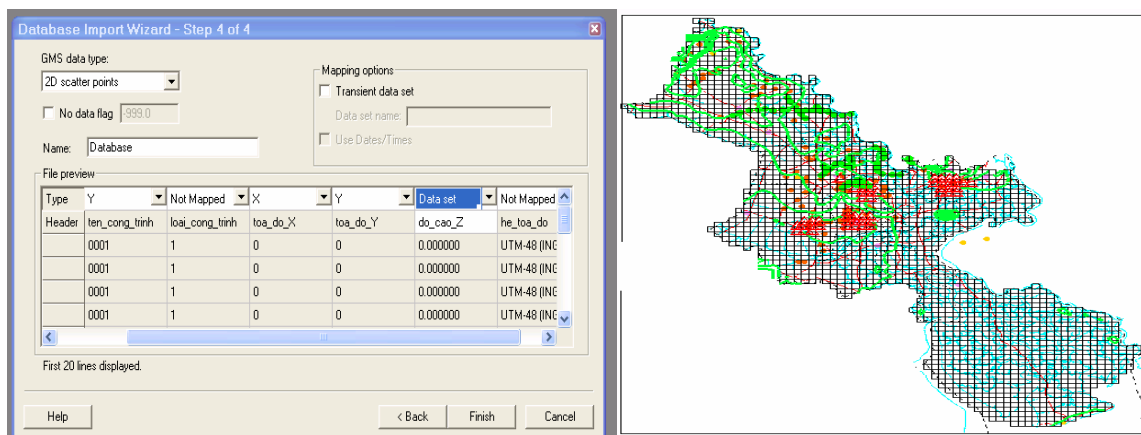 Database Import Wizard - Step 4 of 4
GMS data type:
2D scatter points
No data flag -999.0
Name: Database
Mapping options
Transient data set
Data set name:
Use Dates/Times
File preview
Type Y Not Mapped X Y Data set Not Mapped
Header ten_cong_trinh loai_cong_trinh toa_do_X toa_do_Y do_cao_Z he_toa_do
0001 1 0 0 0.000000 UTM-48 (ING
0001 1 0 0 0.000000 UTM-48 (ING
0001 1 0 0 0.000000 UTM-48 (ING
0001 1 0 0 0.000000 UTM-48 (ING
First 20 lines displayed.
Help < Back Finish Cancel